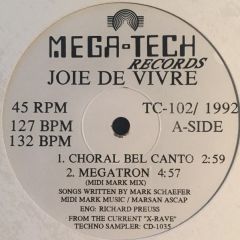 MEGA-TECH
RECORDS
JOIE DE VIVRE
45 RPM
TC-102/ 1992
127 BPM
A-SIDE
132 BPM
1. CHORAL BEL CANTO 2:59
2. MEGATRON 4:57
(MIDI MARK MIX)
SONGS WRITTEN BY MARK SCHAEFER
MIDI MARK MUSIC / MARSAN ASCAP
ENG: RICHARD PREUSS
FROM THE CURRENT "X-RAVE"
TECHNO SAMPLER: CD-1035